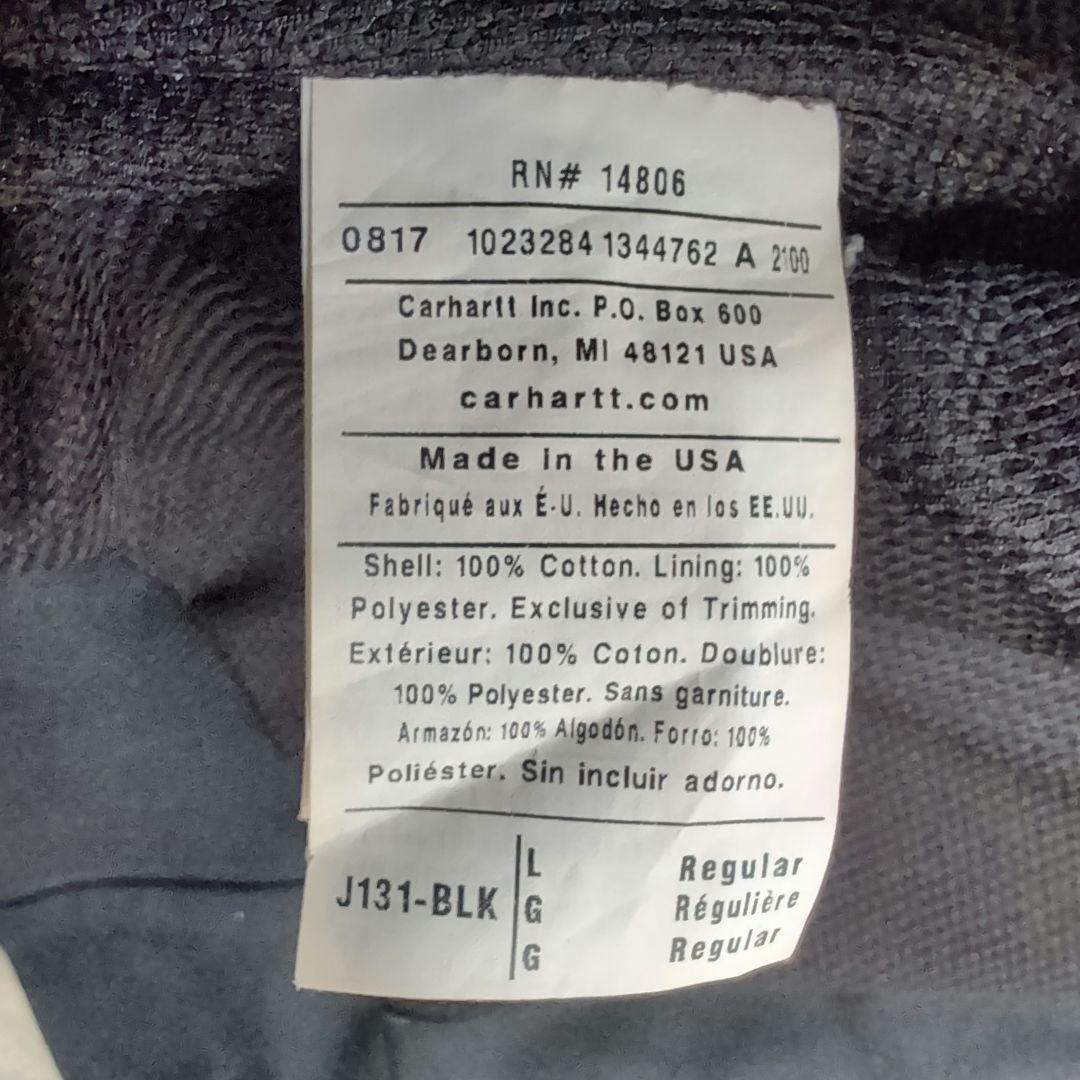 RN# 14806
0817 1023284 1344762 A 2100
Carhartt Inc. P.O. Box 600
Dearborn, MI 48121 USA
carhartt.com
Made in the USA
Fabriqué aux É-U. Hecho en los EE.UU.
Shell: 100% Cotton. Lining: 100%
Polyester. Exclusive of Trimming.
Extérieur: 100% Coton. Doublure:
100% Polyester. Sans garniture.
Armazón: 100% Algodón. Forro: 100%
Poliéster. Sin incluir adorno.
J131-BLK
L Regular
G Régulière
G Regular